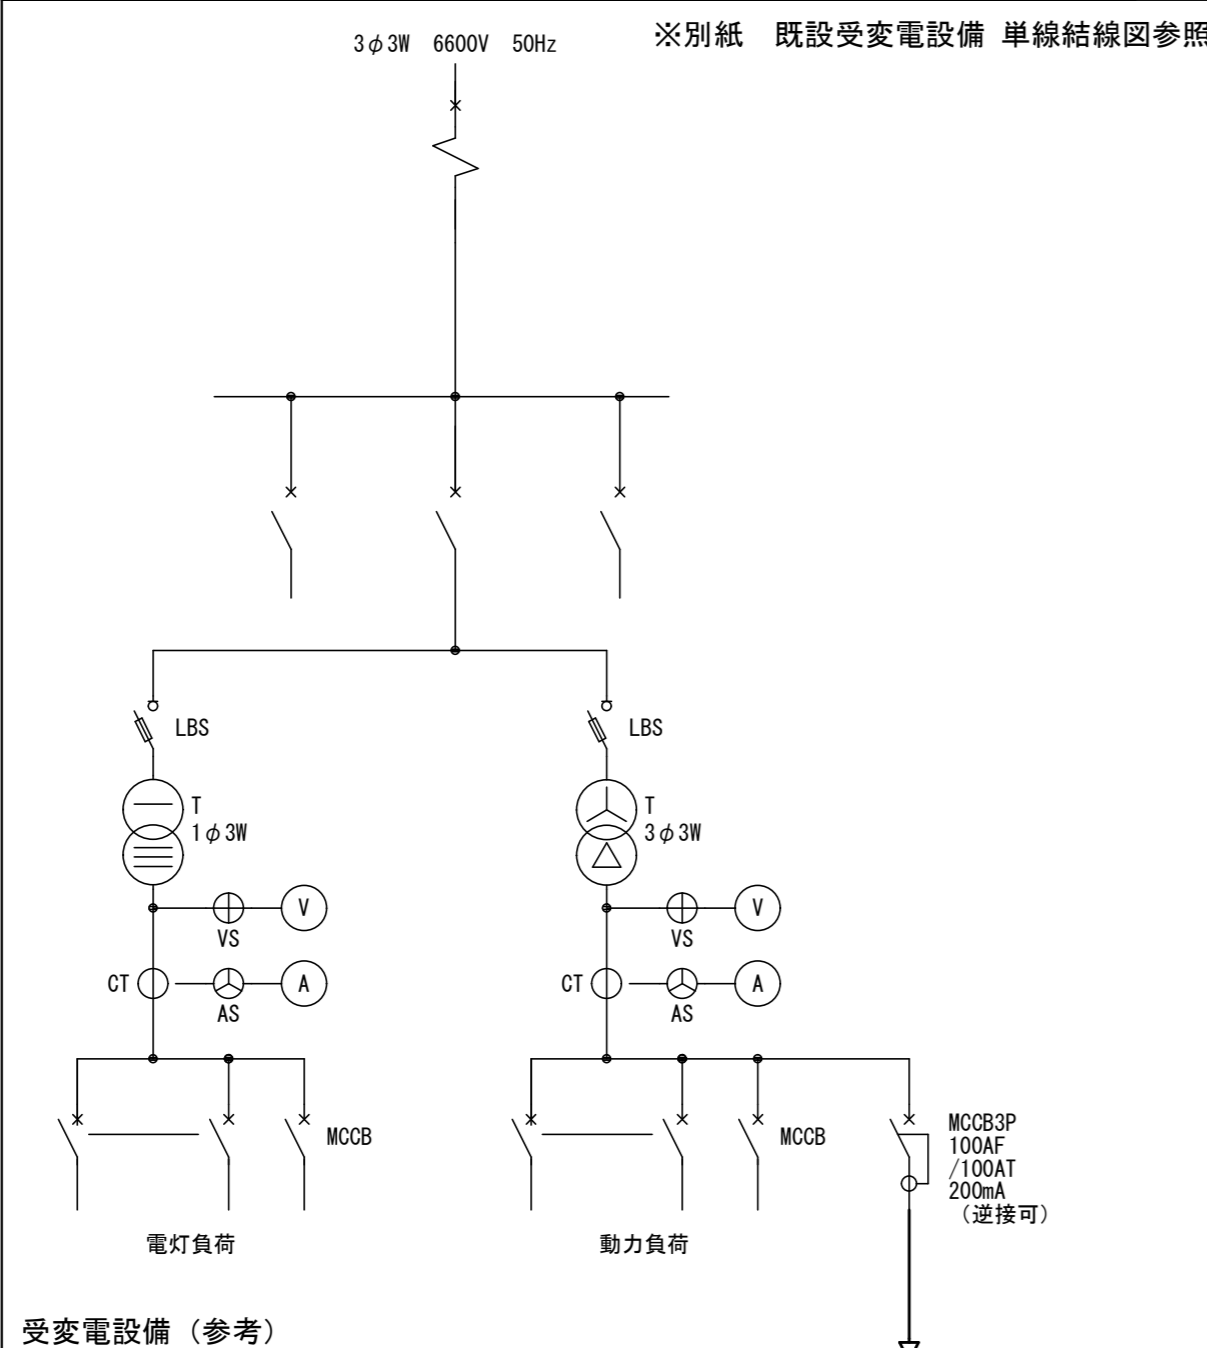 3φ3W 6600V 50Hz
※別紙 既設受変電設備 単線結線図参照
LBS
LBS
T
1φ3W
T
3φ3W
V
VS
V
VS
CT
A
AS
CT
A
AS
MCCB
MCCB
MCCB3P
100AF
/100AT
200mA
（逆接可）
電灯負荷
動力負荷
受変電設備（参考）